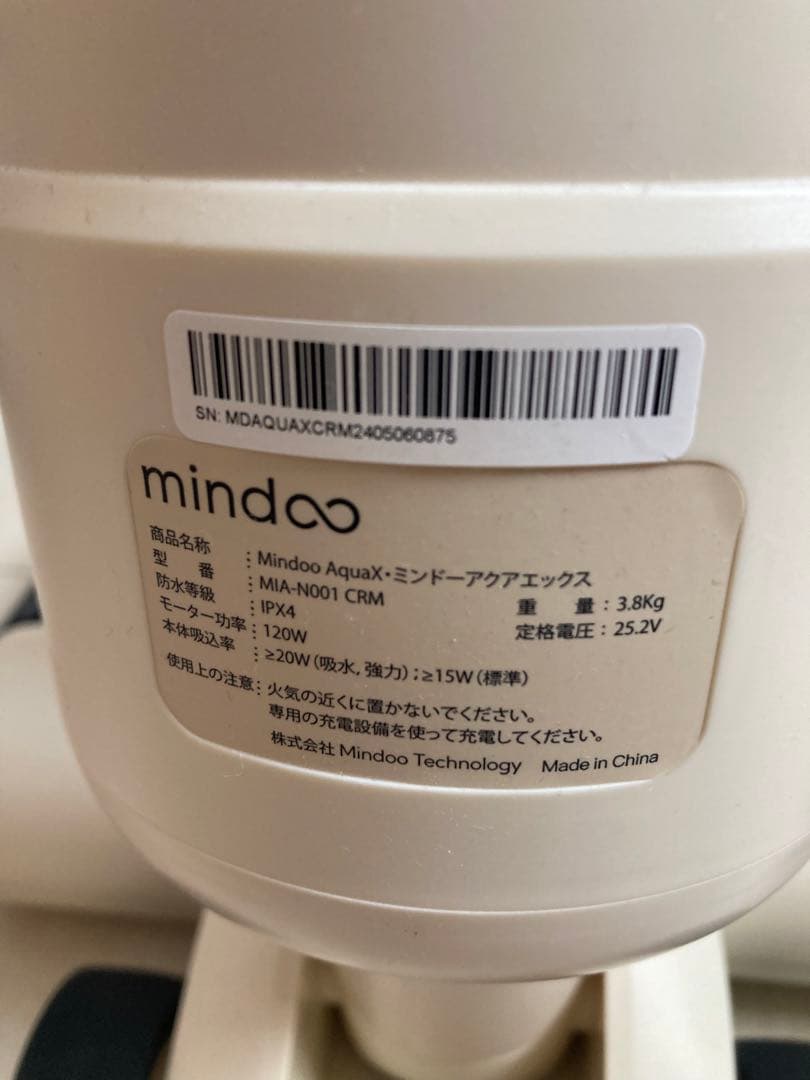 SN: MDAQUAXCRM2405060875
mindoo
商品名称 : Mindoo AquaX・ミンドーアクアエックス
型 番 : MIA-N001 CRM 重 量 : 3.8Kg
防水等級 : IPX4 定格電圧 : 25.2V
モーター功率 : 120W
本体吸込率 : ≥20W (吸水, 強力) ; ≥15W (標準)
使用上の注意 : 火気の近くに置かないでください。
専用の充電設備を使って充電してください。
株式会社 Mindoo Technology Made in China